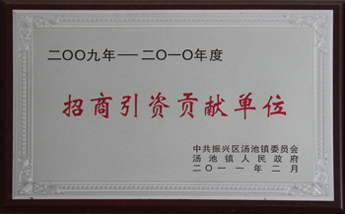 二〇〇九年—二〇一〇年度
招商引资贡献单位
中共振兴区汤池镇委员会
汤池镇人民政府
二〇一一年二月